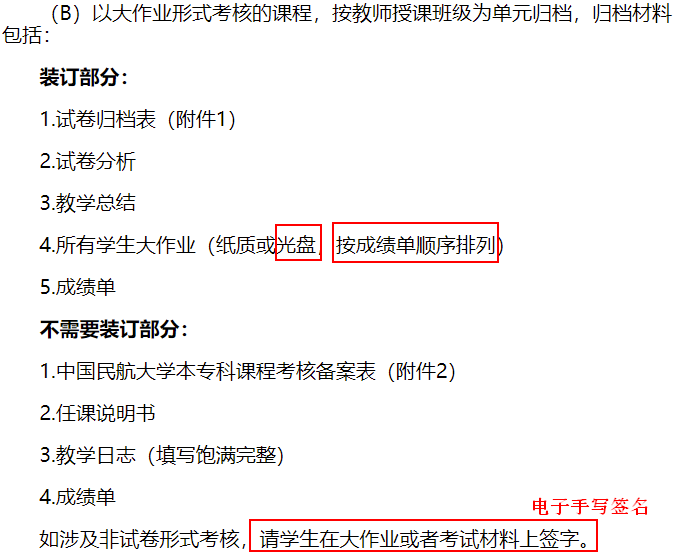 （B）以大作业形式考核的课程，按教师授课班级为单元归档，归档材料
包括：
装订部分：
1.试卷归档表（附件1）
2.试卷分析
3.教学总结
4.所有学生大作业（纸质或光盘，按成绩单顺序排列）
5.成绩单
不需要装订部分：
1.中国民航大学本专科课程考核备案表（附件2）
2.任课说明书
3.教学日志（填写饱满完整）
4.成绩单
电子手写签名
如涉及非试卷形式考核，请学生在大作业或者考试材料上签字。